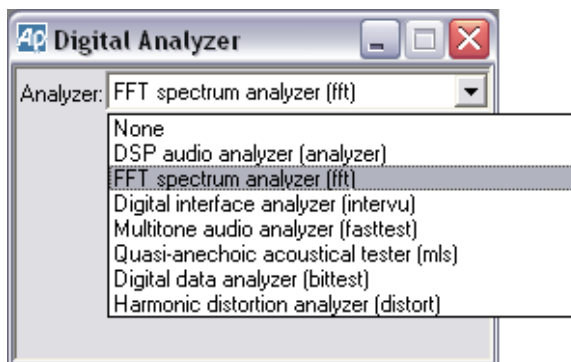 Ap Digital Analyzer
Analyzer: FFT spectrum analyzer (fft)
None
DSP audio analyzer (analyzer)
FFT spectrum analyzer (fft)
Digital interface analyzer (intervu)
Multitone audio analyzer (fasttest)
Quasi-anechoic acoustical tester (mls)
Digital data analyzer (bittest)
Harmonic distortion analyzer (distort)